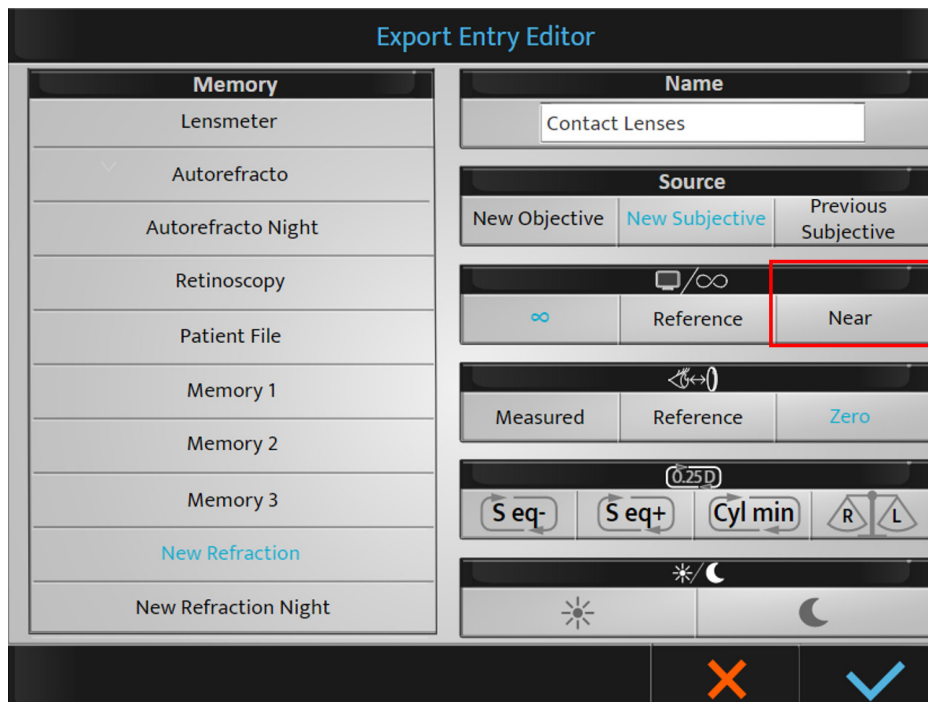 Export Entry Editor
Memory
Lensmeter
Autorefracto
Autorefracto Night
Retinoscopy
Patient File
Memory 1
Memory 2
Memory 3
New Refraction
New Refraction Night
Name
Contact Lenses
Source
New Objective
New Subjective
Previous
Subjective
/∞
∞
Reference
Near
Measured
Reference
Zero
0.25 D
S eq-
S eq+
Cyl min
R L
/